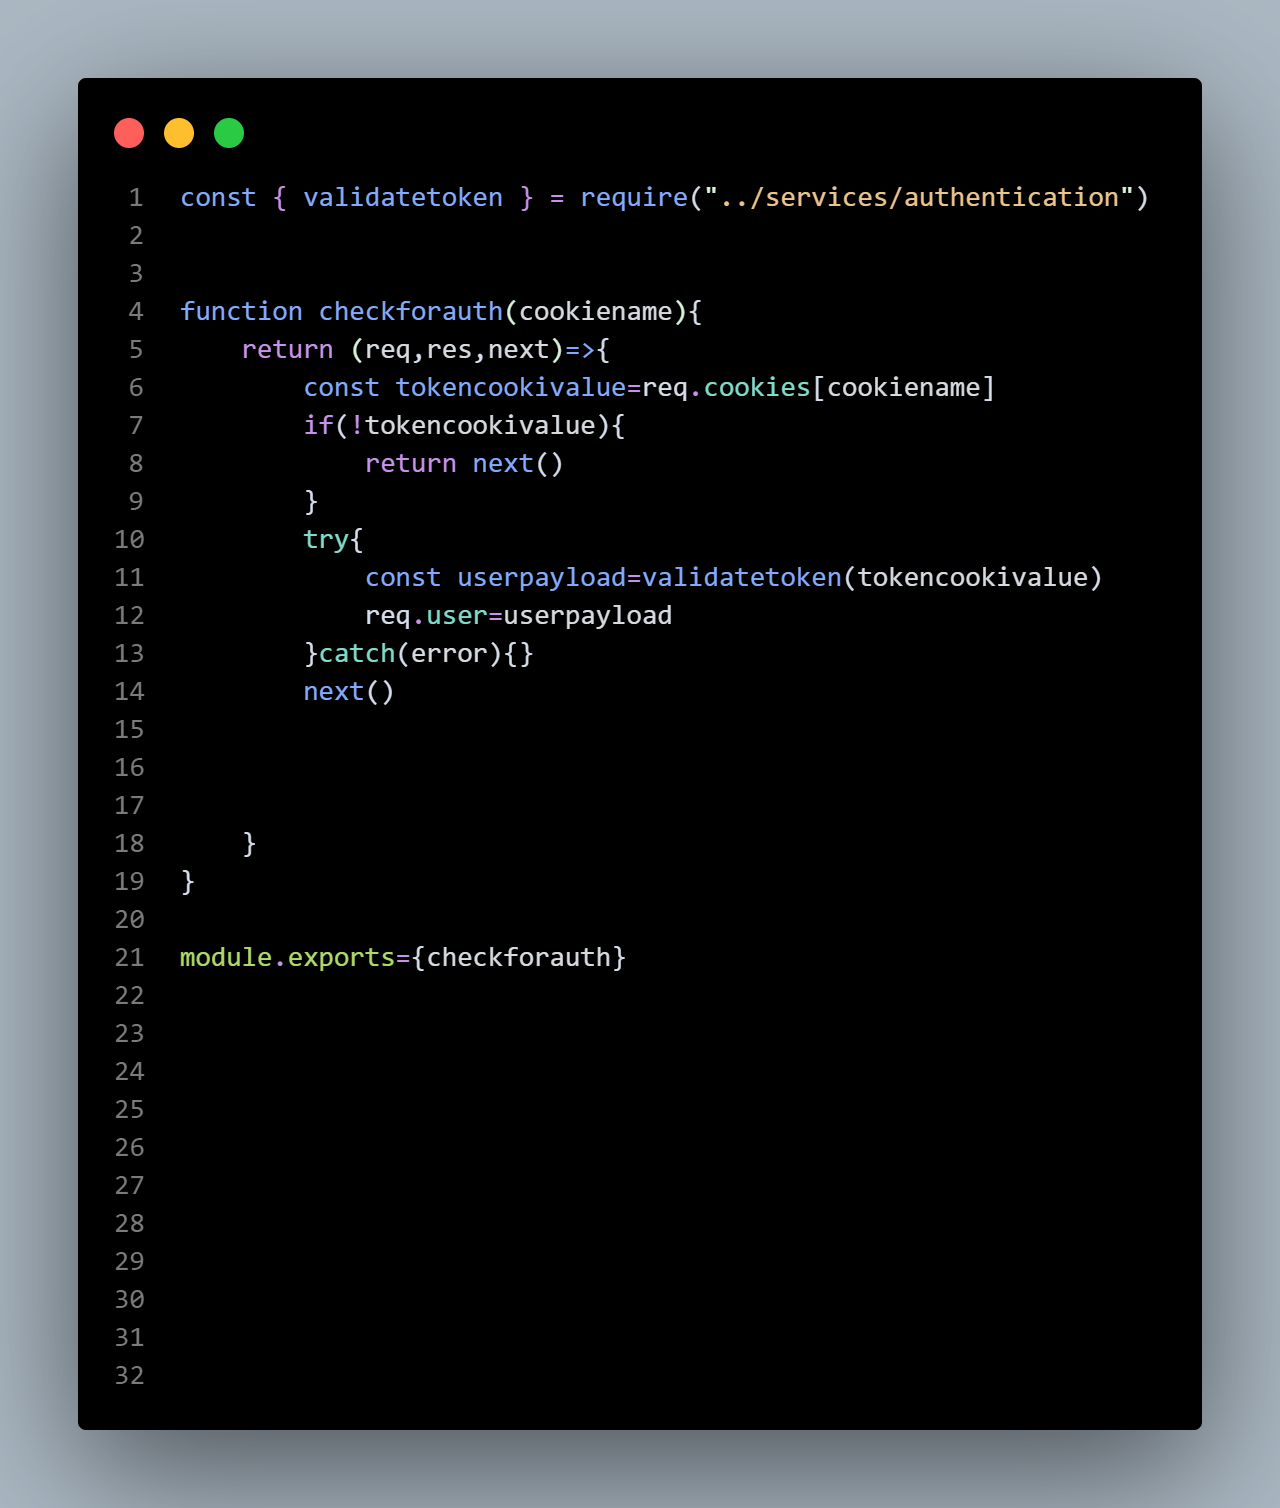 1 const { validatetoken } = require("../services/authentication")
2
3
4 function checkforauth(cookiename){
5     return (req,res,next)=>{
6         const tokencookivalue=req.cookies[cookiename]
7         if(!tokencookivalue){
8             return next()
9         }
10         try{
11             const userpayload=validatetoken(tokencookivalue)
12             req.user=userpayload
13         }catch(error){}
14         next()
15
16
17
18     }
19 }
20
21 module.exports={checkforauth}
22
23
24
25
26
27
28
29
30
31
32